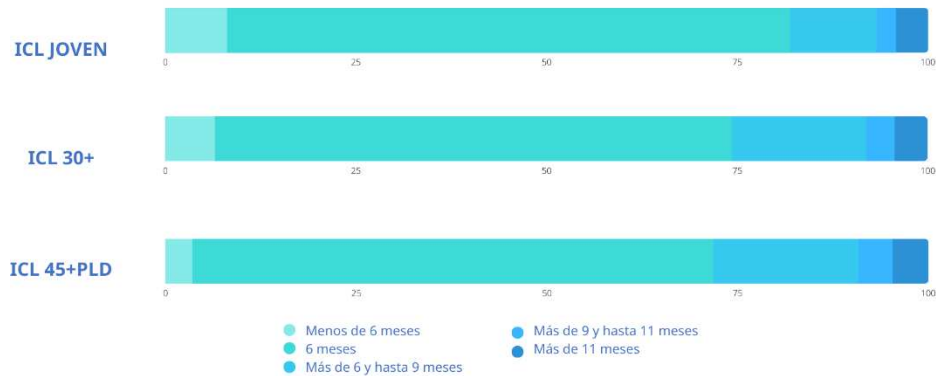 ICL JOVEN
0 25 50 75 100
ICL 30+
0 25 50 75 100
ICL 45+PLD
0 25 50 75 100
Menos de 6 meses
6 meses
Más de 6 y hasta 9 meses
Más de 9 y hasta 11 meses
Más de 11 meses